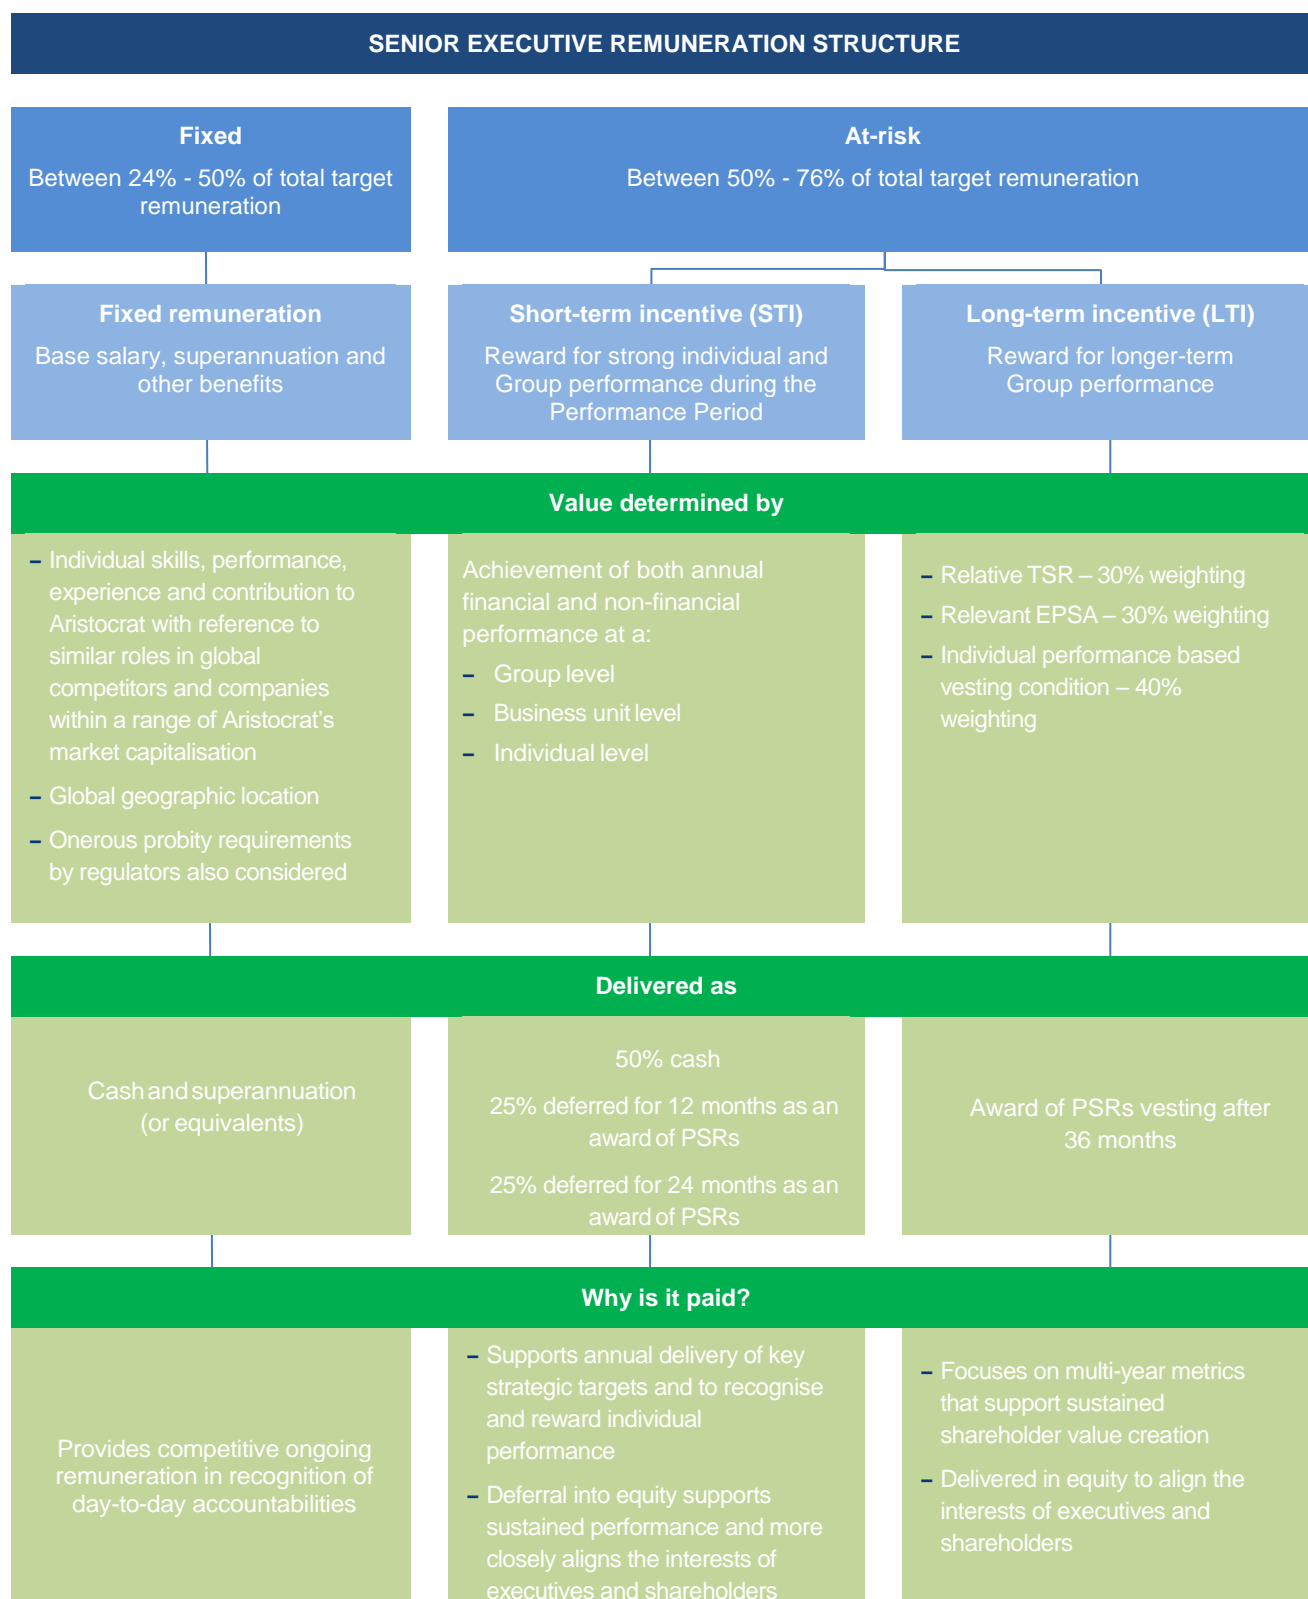 SENIOR EXECUTIVE REMUNERATION STRUCTURE
Fixed
Between 24% - 50% of total target
remuneration
At-risk
Between 50% - 76% of total target remuneration
Fixed remuneration
Base salary, superannuation and
other benefits
Short-term incentive (STI)
Reward for strong individual and
Group performance during the
Performance Period
Long-term incentive (LTI)
Reward for longer-term
Group performance
Value determined by
– Individual skills, performance,
experience and contribution to
Aristocrat with reference to
similar roles in global
competitors and companies
within a range of Aristocrat’s
market capitalisation
– Global geographic location
– Onerous probity requirements
by regulators also considered
Achievement of both annual
financial and non-financial
performance at a:
– Group level
– Business unit level
– Individual level
– Relative TSR – 30% weighting
– Relevant EPSA – 30% weighting
– Individual performance based
vesting condition – 40%
weighting
Delivered as
Cash and superannuation
(or equivalents)
50% cash
25% deferred for 12 months as an
award of PSRs
25% deferred for 24 months as an
award of PSRs
Award of PSRs vesting after
36 months
Why is it paid?
Provides competitive ongoing
remuneration in recognition of
day-to-day accountabilities
– Supports annual delivery of key
strategic targets and to recognise
and reward individual
performance
– Deferral into equity supports
sustained performance and more
closely aligns the interests of
executives and shareholders
– Focuses on multi-year metrics
that support sustained
shareholder value creation
– Delivered in equity to align the
interests of executives and
shareholders